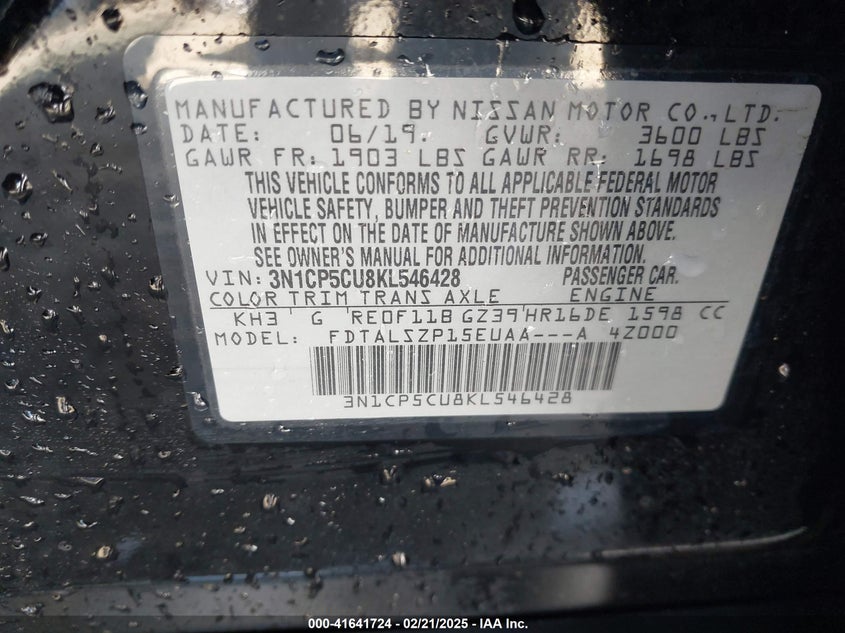 MANUFACTURED BY NISSAN MOTOR CO., LTD.
DATE: 06/19. GVWR: 3600 LBS
GAWR FR: 1903 LBS GAWR RR: 1698 LBS
THIS VEHICLE CONFORMS TO ALL APPLICABLE FEDERAL MOTOR
VEHICLE SAFETY, BUMPER AND THEFT PREVENTION STANDARDS
IN EFFECT ON THE DATE OF MANUFACTURE SHOWN ABOVE.
SEE OWNER'S MANUAL FOR ADDITIONAL INFORMATION.
VIN: 3N1CP5CU8KL546428 PASSENGER CAR.
COLOR TRIM TRANS AXLE ENGINE
KH3 G RE0F11B GZ39 HR16DE 1598 CC
MODEL: FDTALSZP15EUAA---A 4Z000
3N1CP5CU8KL546428
000-41641724 — 02/21/2025 — IAA Inc.